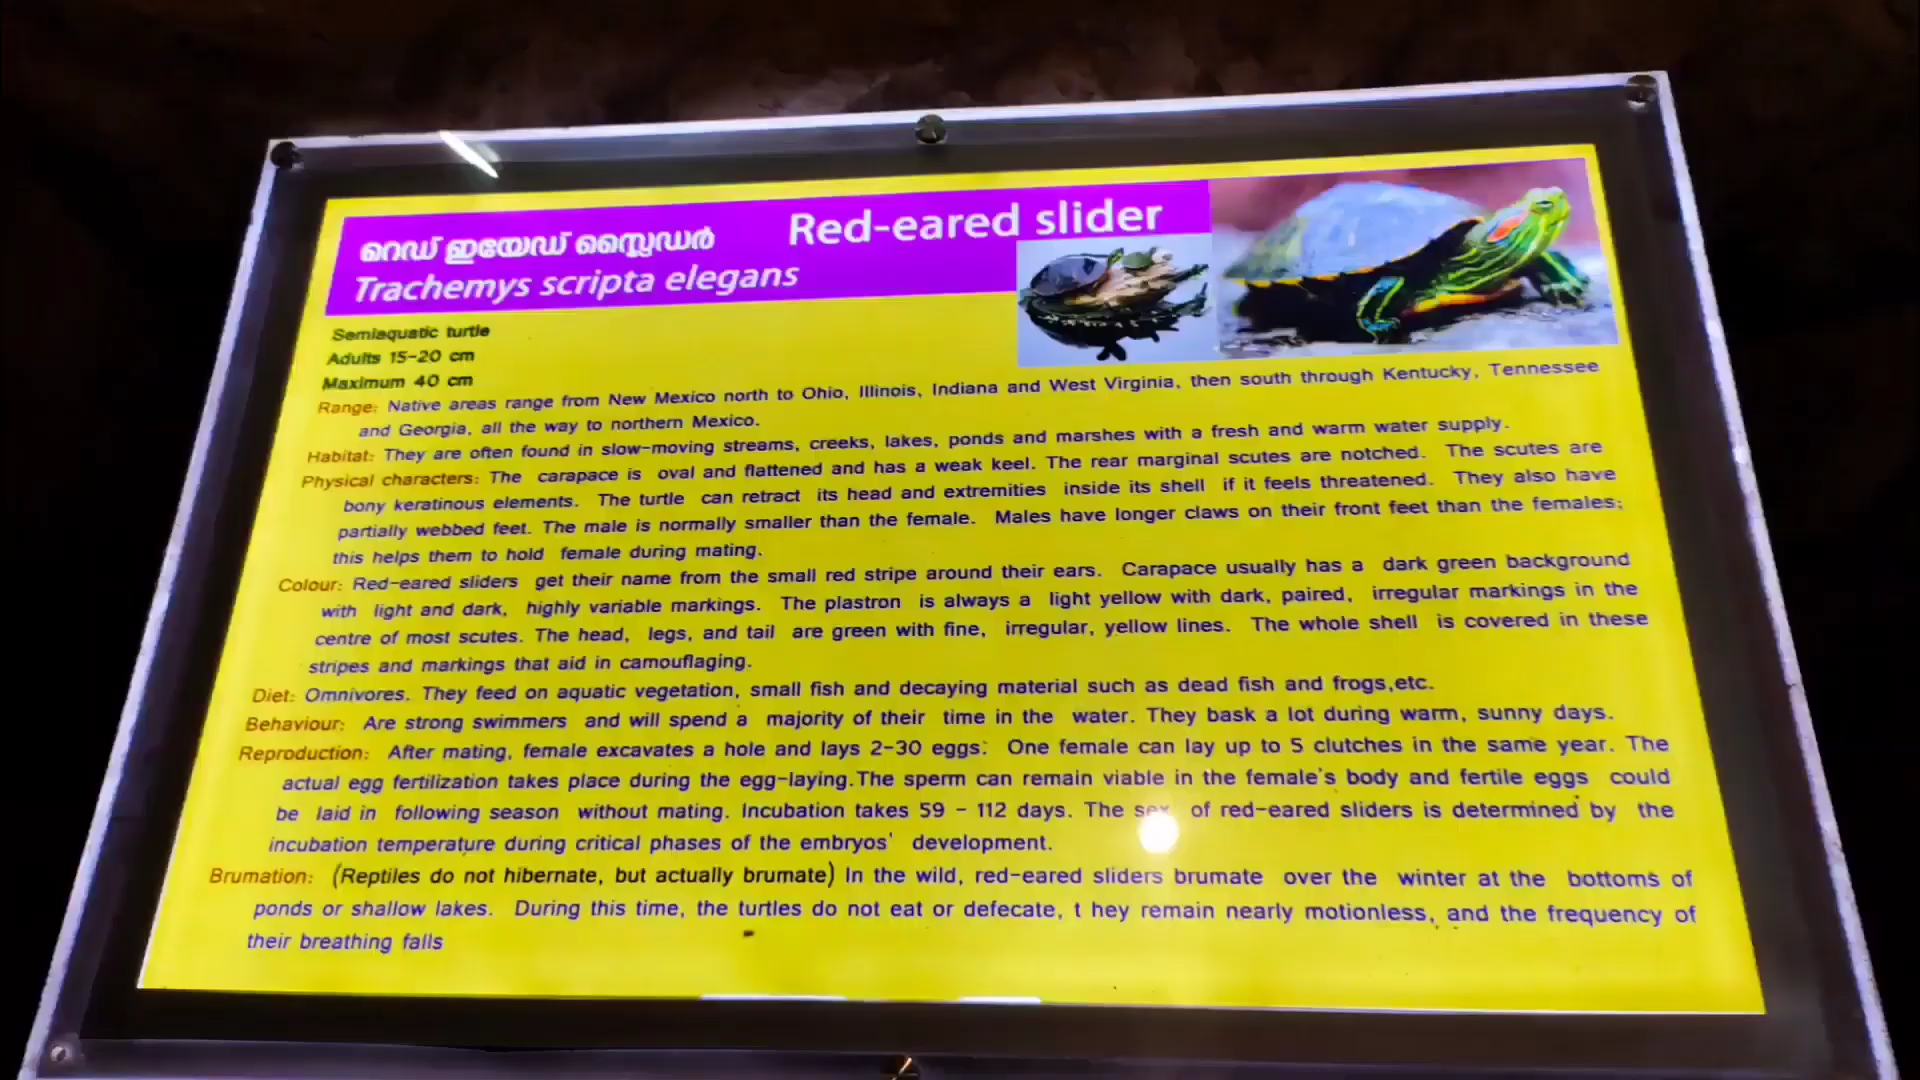 റെഡ് ഇയേഡ് സ്ലൈഡർ Red-eared slider
Trachemys scripta elegans
Semiaquatic turtle
Adults 15-20 cm
Maximum 40 cm
Range: Native areas range from New Mexico north to Ohio, Illinois, Indiana and West Virginia, then south through Kentucky, Tennessee
and Georgia, all the way to northern Mexico.
Habitat: They are often found in slow-moving streams, creeks, lakes, ponds and marshes with a fresh and warm water supply.
Physical characters: The carapace is oval and flattened and has a weak keel. The rear marginal scutes are notched. The scutes are
bony keratinous elements. The turtle can retract its head and extremities inside its shell if it feels threatened. They also have
partially webbed feet. The male is normally smaller than the female. Males have longer claws on their front feet than the females;
this helps them to hold female during mating.
Colour: Red-eared sliders get their name from the small red stripe around their ears. Carapace usually has a dark green background
with light and dark, highly variable markings. The plastron is always a light yellow with dark, paired, irregular markings in the
centre of most scutes. The head, legs, and tail are green with fine, irregular, yellow lines. The whole shell is covered in these
stripes and markings that aid in camouflaging.
Diet: Omnivores. They feed on aquatic vegetation, small fish and decaying material such as dead fish and frogs,etc.
Behaviour: Are strong swimmers and will spend a majority of their time in the water. They bask a lot during warm, sunny days.
Reproduction: After mating, female excavates a hole and lays 2-30 eggs: One female can lay up to 5 clutches in the same year. The
actual egg fertilization takes place during the egg-laying.The sperm can remain viable in the female's body and fertile eggs could
be laid in following season without mating. Incubation takes 59 - 112 days. The sex of red-eared sliders is determined by the
incubation temperature during critical phases of the embryos' development.
Brumation: (Reptiles do not hibernate, but actually brumate) In the wild, red-eared sliders brumate over the winter at the bottoms of
ponds or shallow lakes. During this time, the turtles do not eat or defecate, t hey remain nearly motionless, and the frequency of
their breathing falls